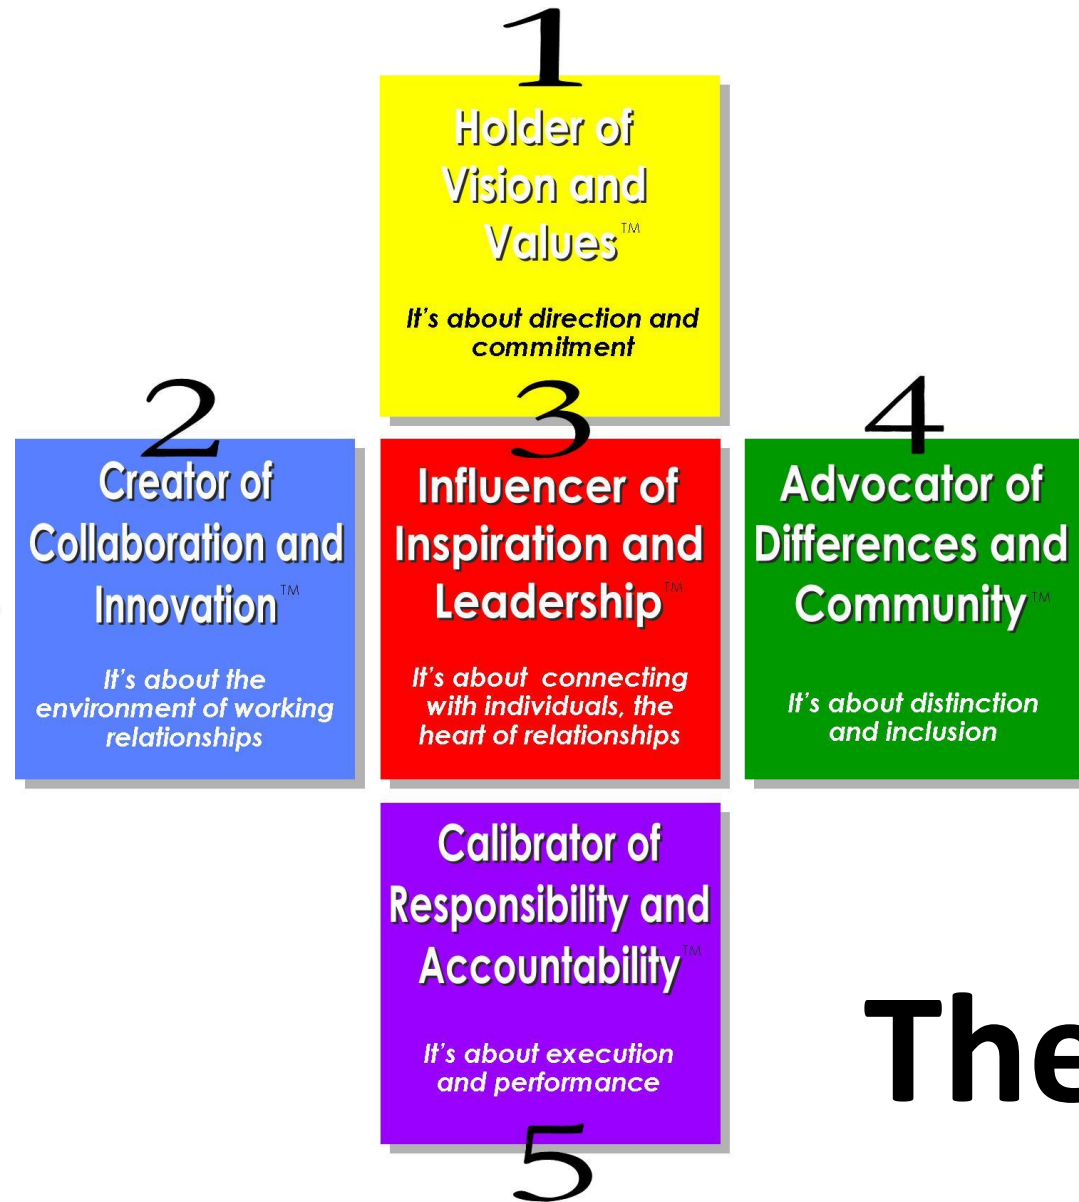 1
Holder of
Vision and
Values™
It's about direction and
commitment
2
Creator of
Collaboration and
Innovation™
It's about the
environment of working
relationships
3
Influencer of
Inspiration and
Leadership™
It's about connecting
with individuals, the
heart of relationships
4
Advocator of
Differences and
Community™
It's about distinction
and inclusion
Calibrator of
Responsibility and
Accountability™
It's about execution
and performance
5
The